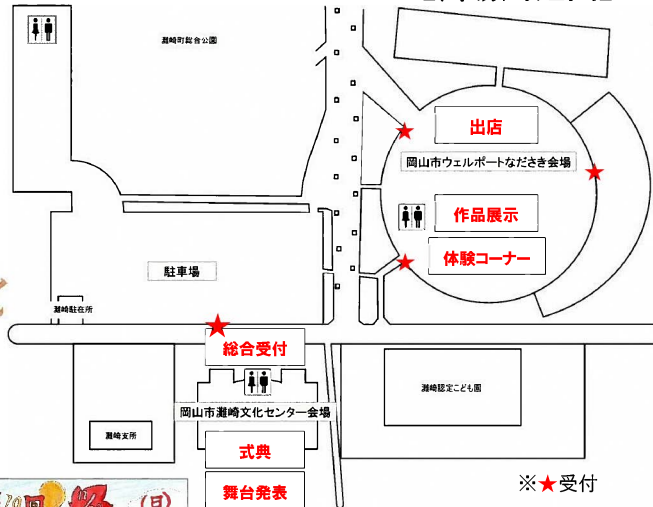 灘崎町総合公園
出店
岡山市ウェルポートなださき会場
作品展示
体験コーナー
駐車場
灘崎駐在所
総合受付
灘崎認定こども園
岡山市灘崎文化センター会場
灘崎支所
式典
舞台発表
※★受付
回
(日)